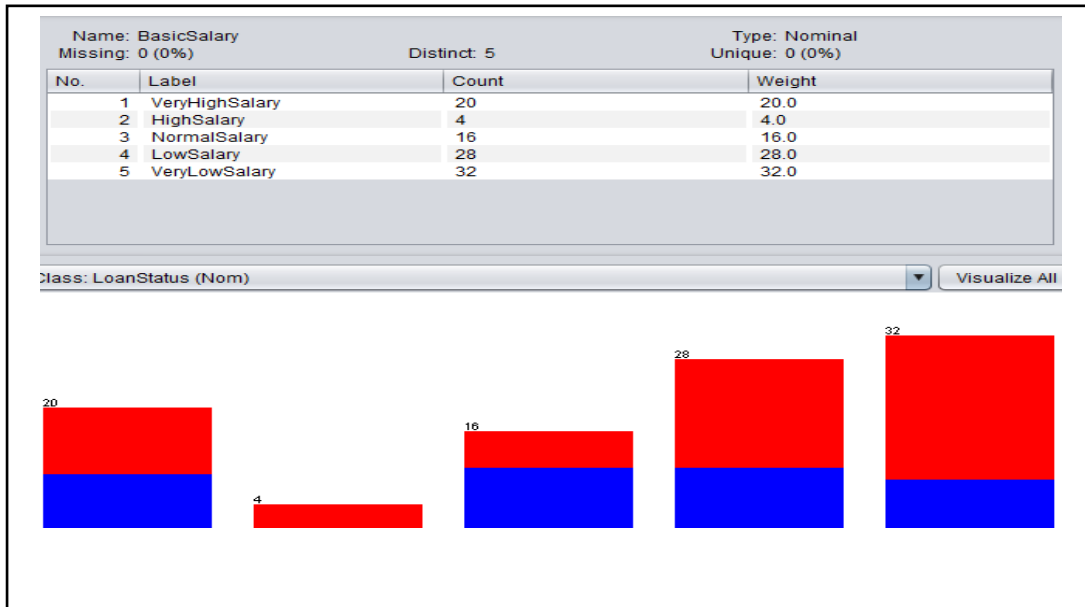 Name: BasicSalary Type: Nominal
Missing: 0 (0%) Distinct: 5 Unique: 0 (0%)
No. Label Count Weight
1 VeryHighSalary 20 20.0
2 HighSalary 4 4.0
3 NormalSalary 16 16.0
4 LowSalary 28 28.0
5 VeryLowSalary 32 32.0
Class: LoanStatus (Nom) Visualize All
20
4
16
28
32